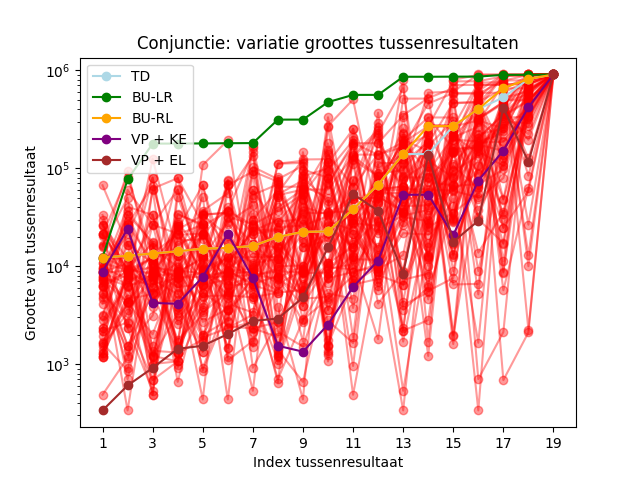 Conjunctie: variatie groottes tussenresultaten
Grootte van tussenresultaat
10^6
10^5
10^4
10^3
TD
BU-LR
BU-RL
VP + KE
VP + EL
1 3 5 7 9 11 13 15 17 19
Index tussenresultaat